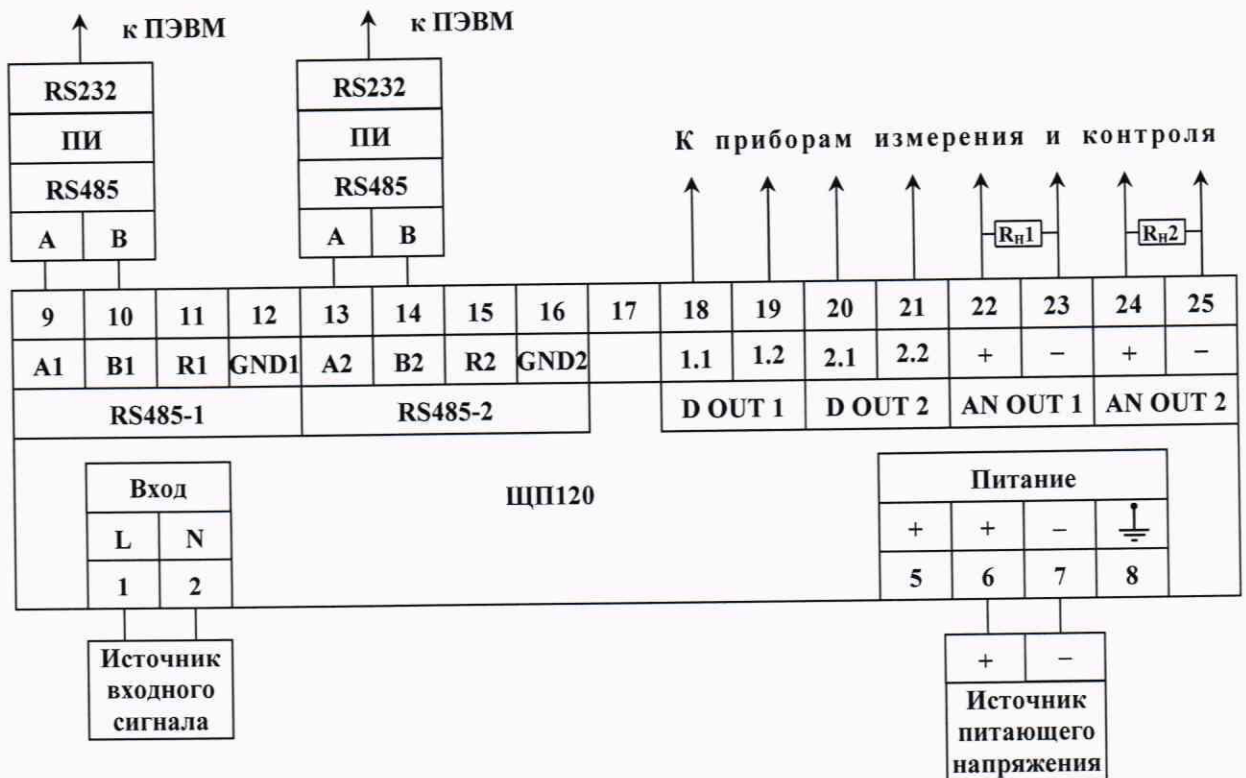 к ПЭВМ к ПЭВМ
RS232 RS232
ПИ ПИ
RS485 RS485
К приборам измерения и контроля
A B A B
Rн1 Rн2
9 10 11 12 13 14 15 16 17 18 19 20 21 22 23 24 25
A1 B1 R1 GND1 A2 B2 R2 GND2 1.1 1.2 2.1 2.2 + − + −
RS485-1 RS485-2 D OUT 1 D OUT 2 AN OUT 1 AN OUT 2
Вход ЩП120 Питание
L N + + −
1 2 5 6 7 8
Источник
входного
сигнала
+ −
Источник
питающего
напряжения